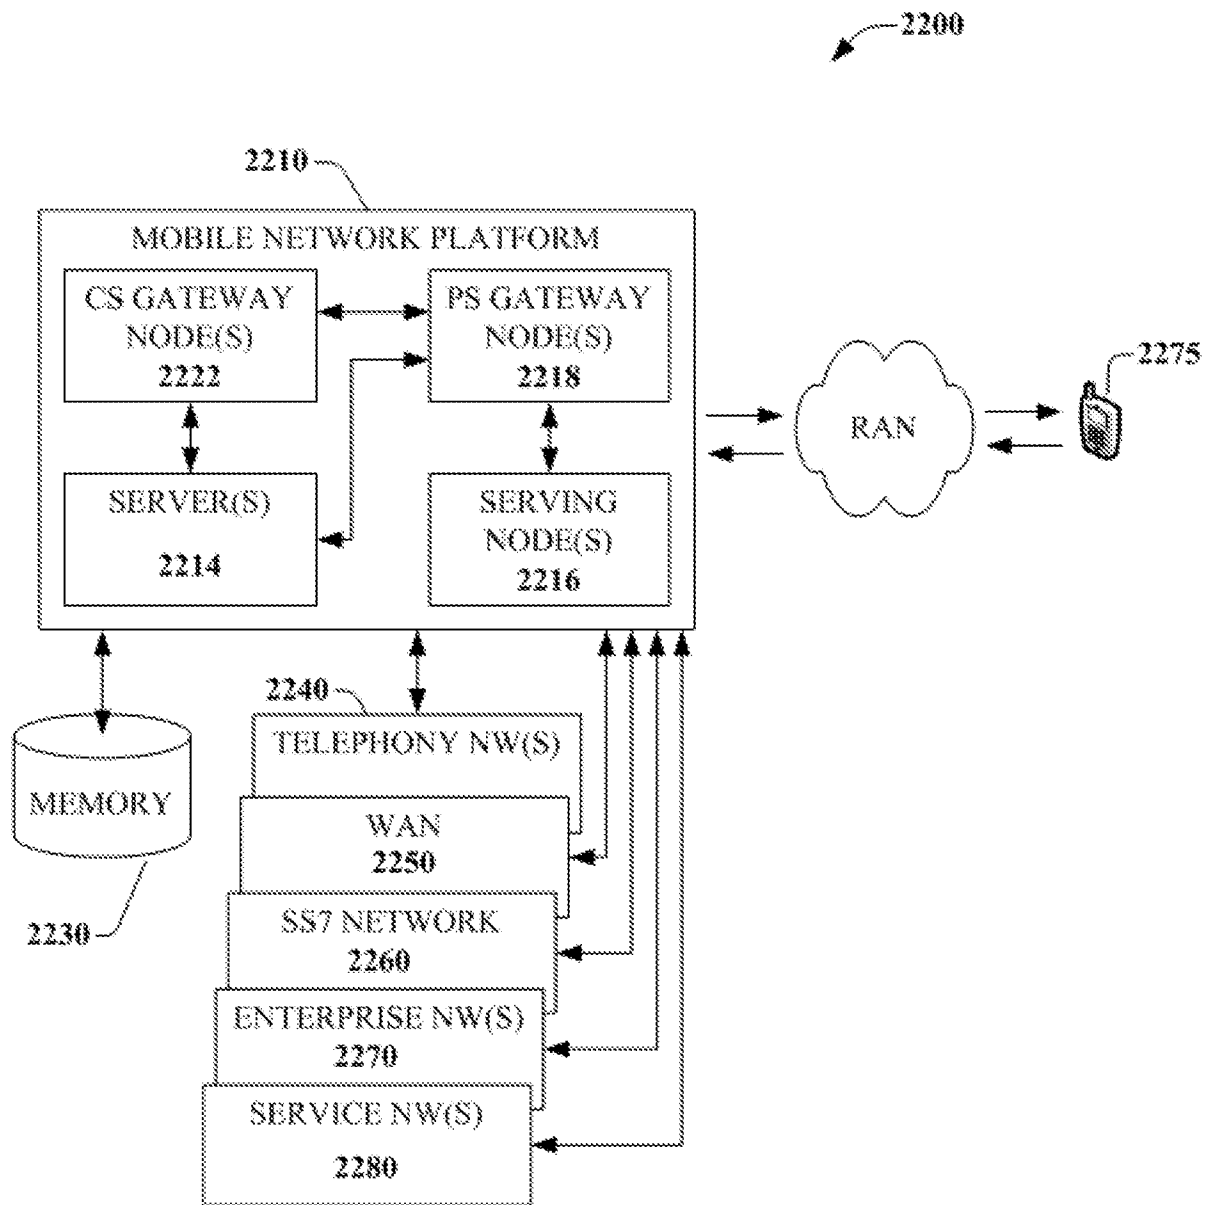 2200
2210
MOBILE NETWORK PLATFORM
CS GATEWAY
NODE(S)
2222
PS GATEWAY
NODE(S)
2218
SERVER(S)
2214
SERVING
NODE(S)
2216
RAN
2275
2240
TELEPHONY NW(S)
MEMORY
2230
WAN
2250
SS7 NETWORK
2260
ENTERPRISE NW(S)
2270
SERVICE NW(S)
2280